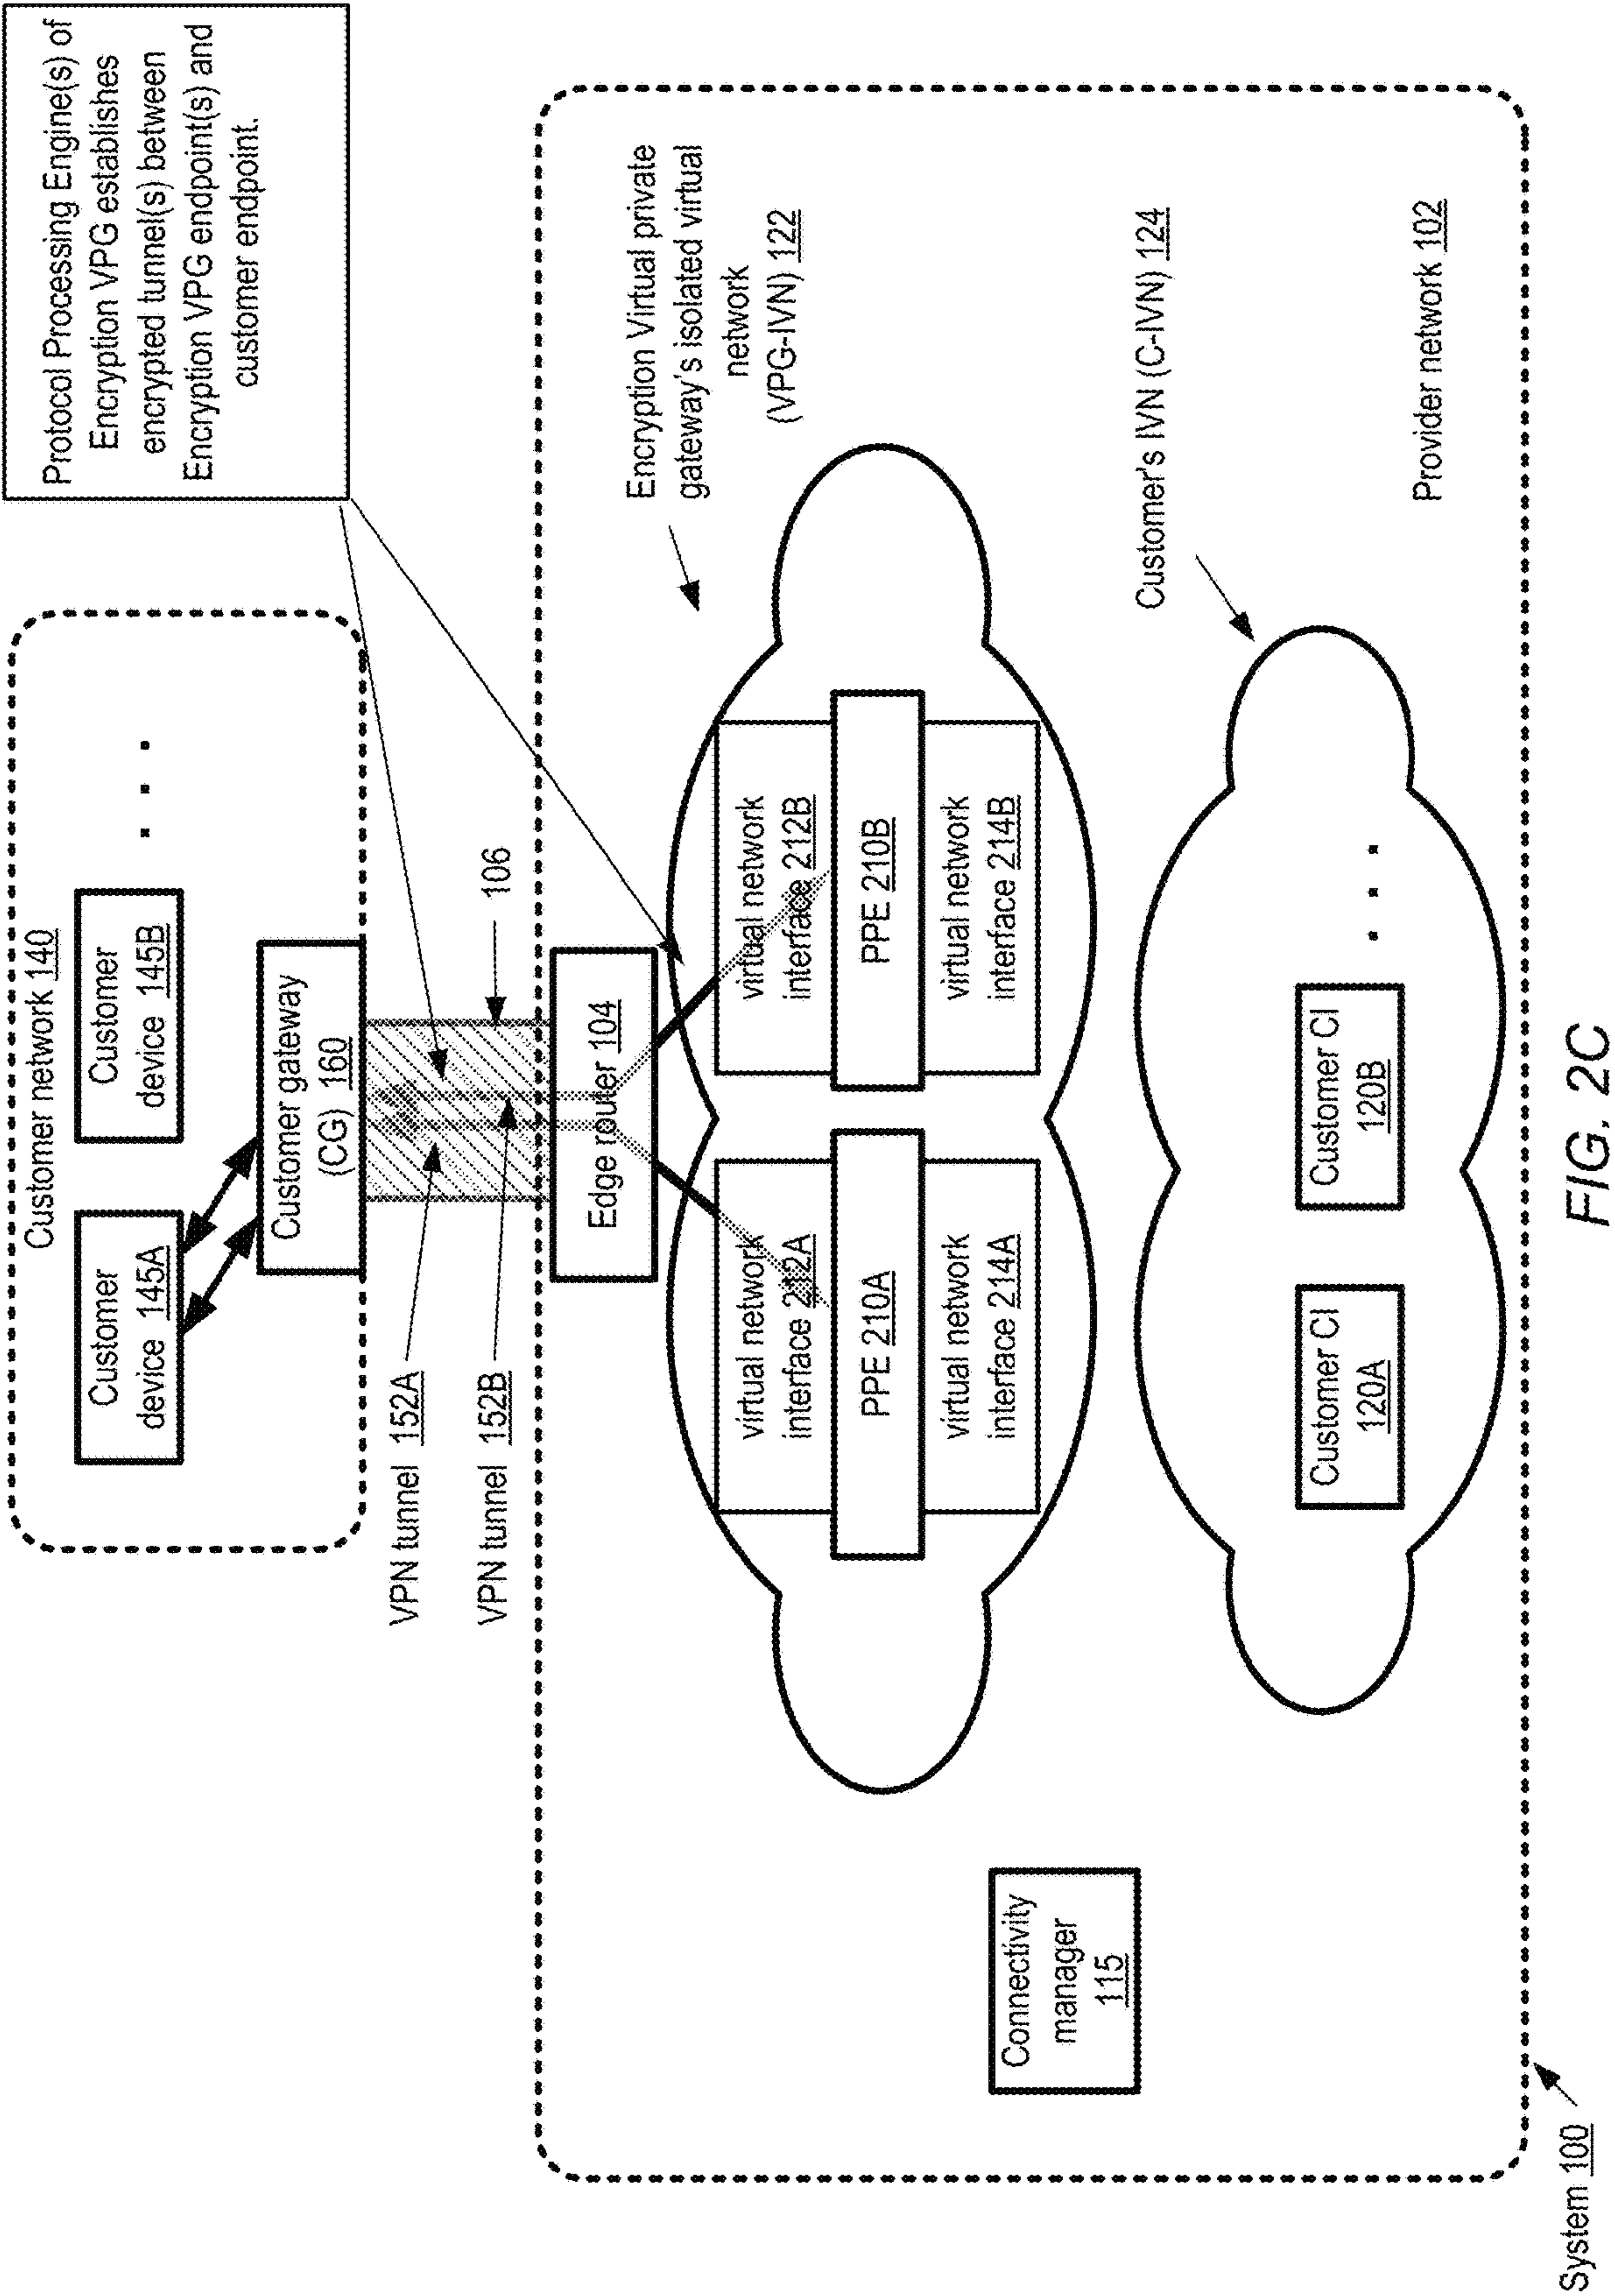 Protocol Processing Engine(s) of
Encryption VPG establishes
encrypted tunnel(s) between
Encryption VPG endpoint(s) and
customer endpoint.
Customer network 140
Customer
device 145A
Customer
device 145B
. . .
Customer gateway
(CG) 160
VPN tunnel 152A
VPN tunnel 152B
106
Edge router 104
Encryption Virtual private
gateway's isolated virtual
network
(VPG-IVN) 122
virtual network
interface 212A
PPE 210A
virtual network
interface 214A
virtual network
interface 212B
PPE 210B
virtual network
interface 214B
Connectivity
manager
115
Customer's IVN (C-IVN) 124
Customer CI
120A
Customer CI
120B
. . .
Provider network 102
System 100
FIG. 2C